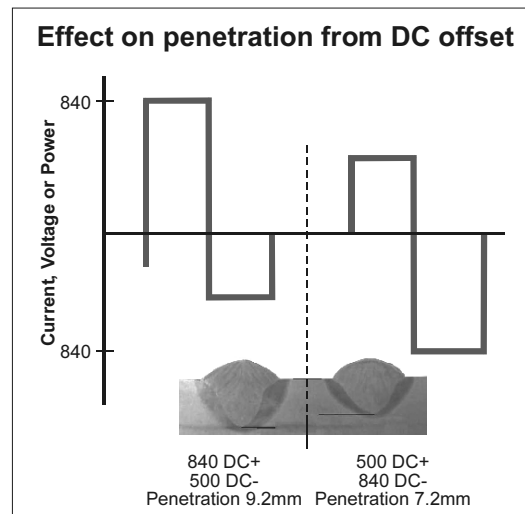 Effect on penetration from DC offset
840
Current, Voltage or Power
840
840 DC+
500 DC-
Penetration 9.2mm
500 DC+
840 DC-
Penetration 7.2mm